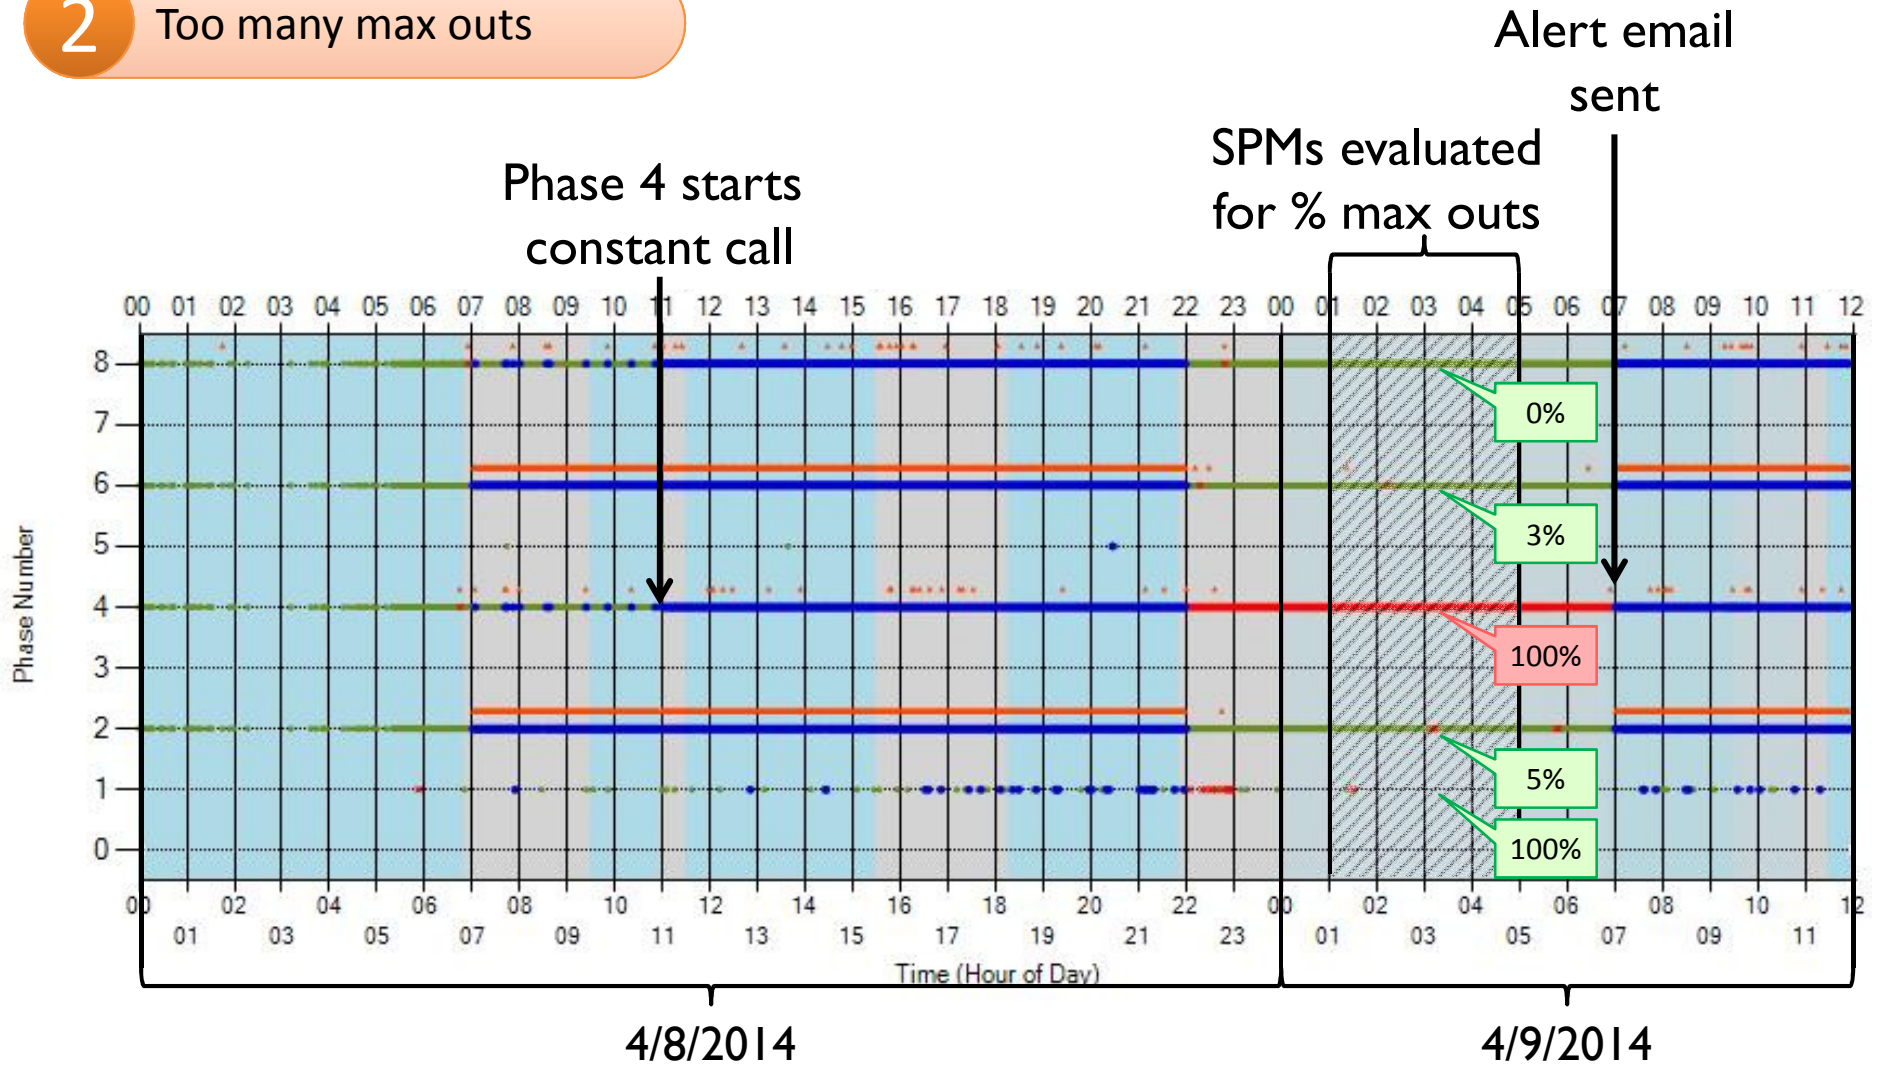 2
Too many max outs
Alert email
sent
SPMs evaluated
for % max outs
Phase 4 starts
constant call
00 01 02 03 04 05 06 07 08 09 10 11 12 13 14 15 16 17 18 19 20 21 22 23 00 01 02 03 04 05 06 07 08 09 10 11 12
8
7
6
5
4
3
2
1
0
Phase Number
0%
3%
100%
5%
100%
00 02 04 06 08 10 12 14 16 18 20 22 00 02 04 06 08 10 12
01 03 05 07 09 11 13 15 17 19 21 23 01 03 05 07 09 11
Time (Hour of Day)
4/8/2014
4/9/2014